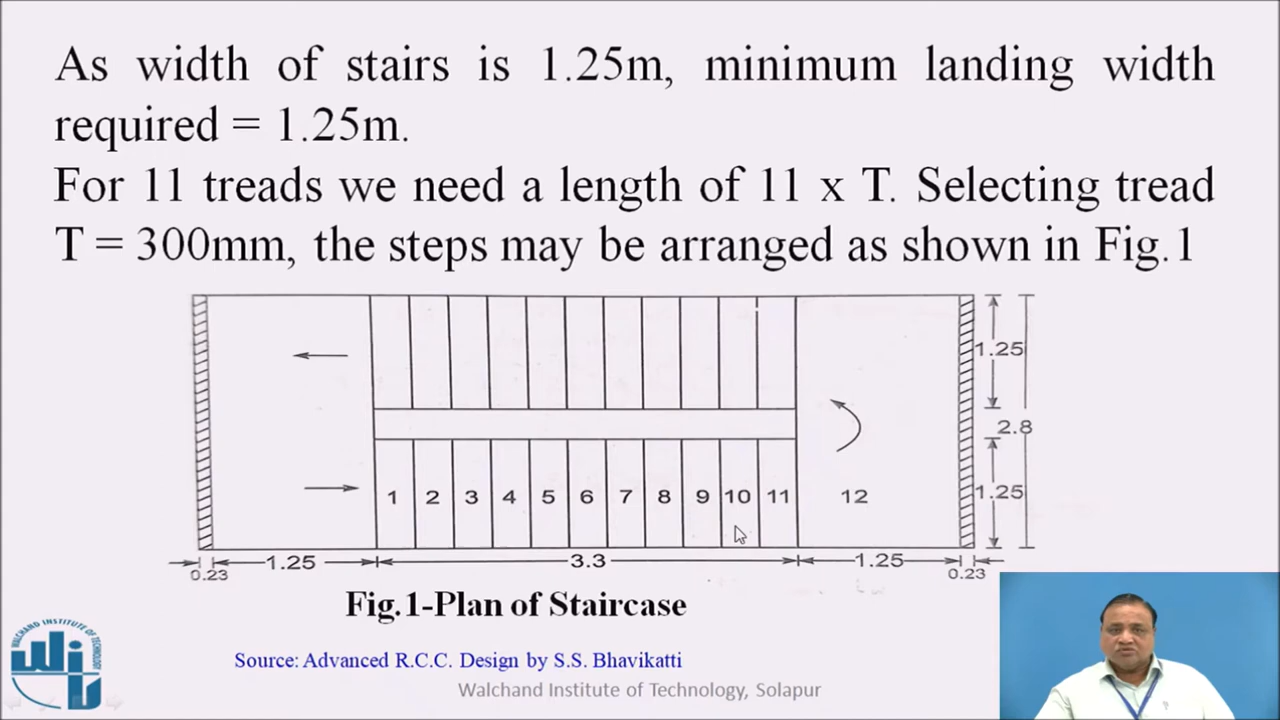 As width of stairs is 1.25m, minimum landing width
required = 1.25m.
For 11 treads we need a length of 11 x T. Selecting tread
T = 300mm, the steps may be arranged as shown in Fig.1
1.25
2.8
1 2 3 4 5 6 7 8 9 10 11 12 1.25
1.25 3.3 1.25
0.23 0.23
Fig.1-Plan of Staircase
WALCHAND INSTITUTE OF TECHNOLOGY
Source: Advanced R.C.C. Design by S.S. Bhavikatti
Walchand Institute of Technology, Solapur